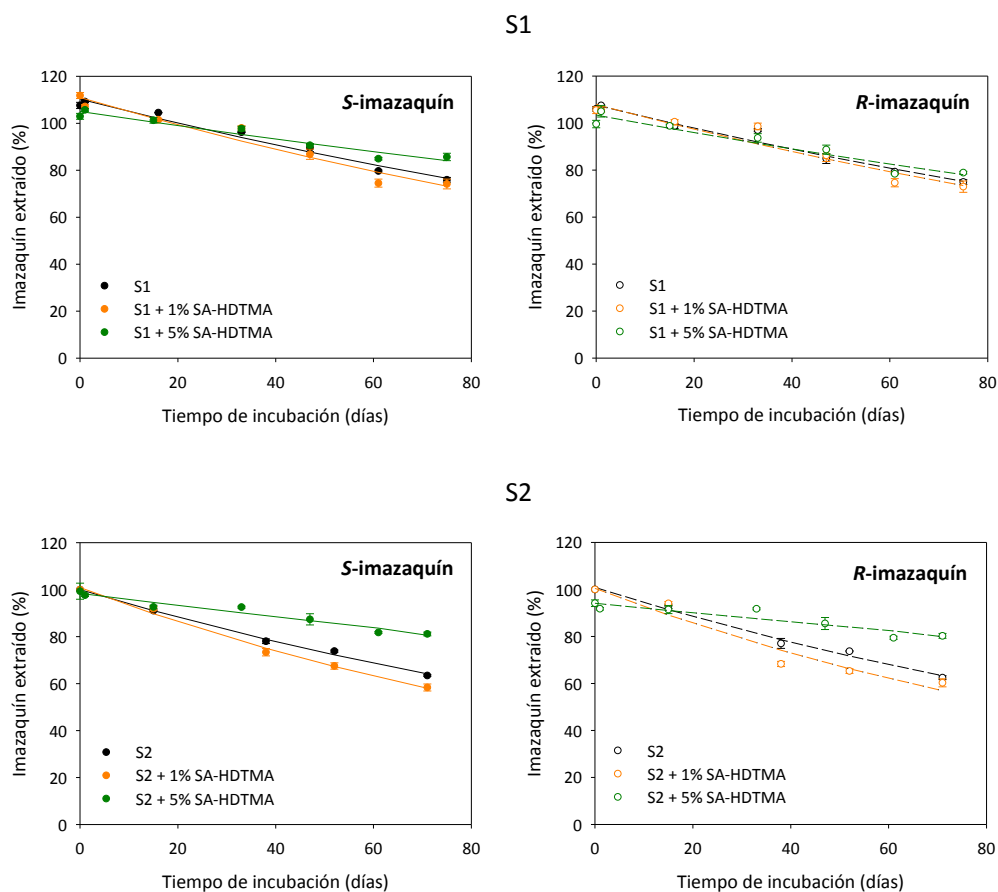 S1
S-imazaquín
120
100
80
60
40
20
0
Imazaquín extraído (%)
S1
S1 + 1% SA-HDTMA
S1 + 5% SA-HDTMA
0 20 40 60 80
Tiempo de incubación (días)
R-imazaquín
120
100
80
60
40
20
0
Imazaquín extraído (%)
S1
S1 + 1% SA-HDTMA
S1 + 5% SA-HDTMA
0 20 40 60 80
Tiempo de incubación (días)
S2
S-imazaquín
120
100
80
60
40
20
0
Imazaquín extraído (%)
S2
S2 + 1% SA-HDTMA
S2 + 5% SA-HDTMA
0 20 40 60 80
Tiempo de incubación (días)
R-imazaquín
120
100
80
60
40
20
0
Imazaquín extraído (%)
S2
S2 + 1% SA-HDTMA
S2 + 5% SA-HDTMA
0 20 40 60 80
Tiempo de incubación (días)